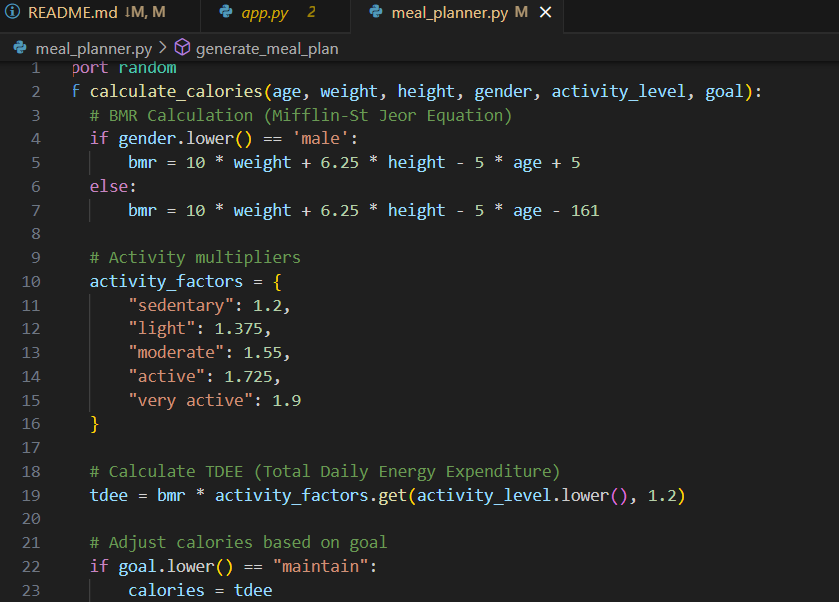 README.md ↓M, M app.py 2 meal_planner.py M ×
meal_planner.py > generate_meal_plan
1 port random
2 f calculate_calories(age, weight, height, gender, activity_level, goal):
3 # BMR Calculation (Mifflin-St Jeor Equation)
4 if gender.lower() == 'male':
5 bmr = 10 * weight + 6.25 * height - 5 * age + 5
6 else:
7 bmr = 10 * weight + 6.25 * height - 5 * age - 161
8
9 # Activity multipliers
10 activity_factors = {
11 "sedentary": 1.2,
12 "light": 1.375,
13 "moderate": 1.55,
14 "active": 1.725,
15 "very active": 1.9
16 }
17
18 # Calculate TDEE (Total Daily Energy Expenditure)
19 tdee = bmr * activity_factors.get(activity_level.lower(), 1.2)
20
21 # Adjust calories based on goal
22 if goal.lower() == "maintain":
23 calories = tdee